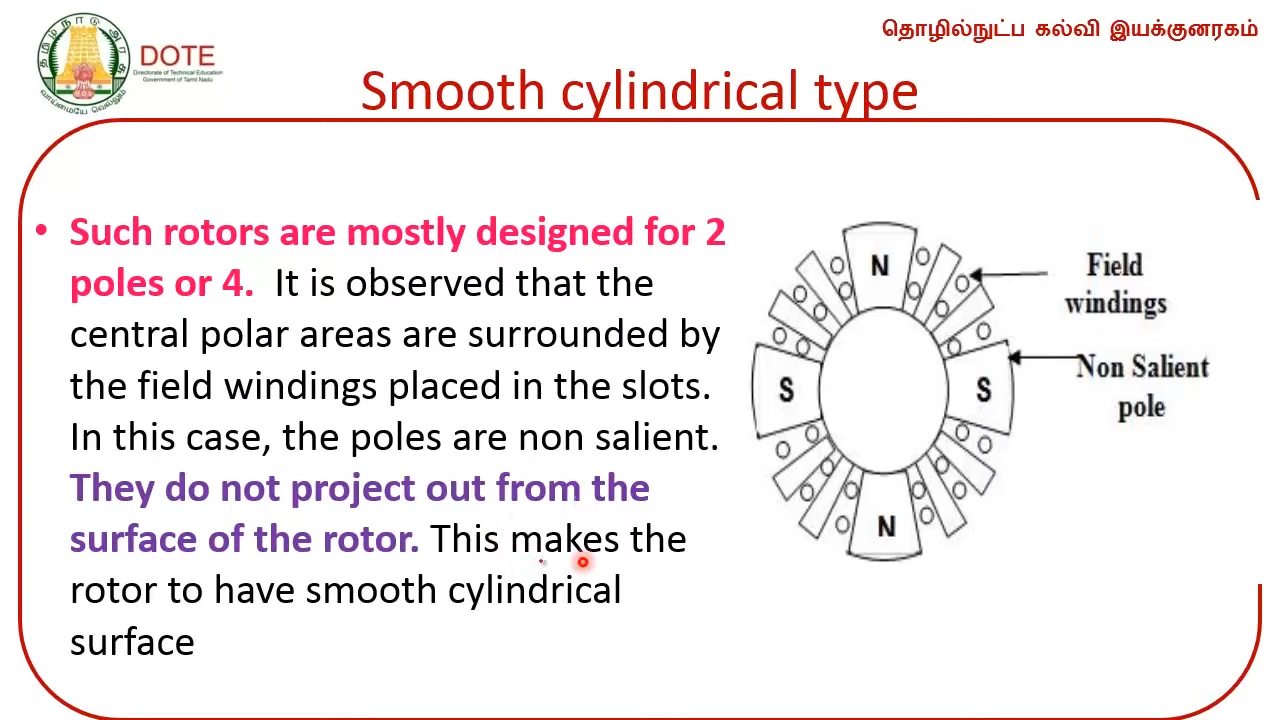 தமிழ்நாடு அரசு
வாய்மையே வெல்லும்
DOTE
Directorate of Technical Education
Government of Tamil Nadu
தொழில்நுட்ப கல்வி இயக்குனரகம்
Smooth cylindrical type
• Such rotors are mostly designed for 2
poles or 4. It is observed that the
central polar areas are surrounded by
the field windings placed in the slots.
In this case, the poles are non salient.
They do not project out from the
surface of the rotor. This makes the
rotor to have smooth cylindrical
surface
N
S
S
N
Field
windings
Non Salient
pole